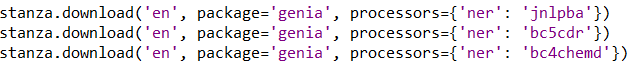 stanza.download('en', package='genia', processors={'ner': 'jnlpba'})
stanza.download('en', package='genia', processors={'ner': 'bc5cdr'})
stanza.download('en', package='genia', processors={'ner': 'bc4chemd'})